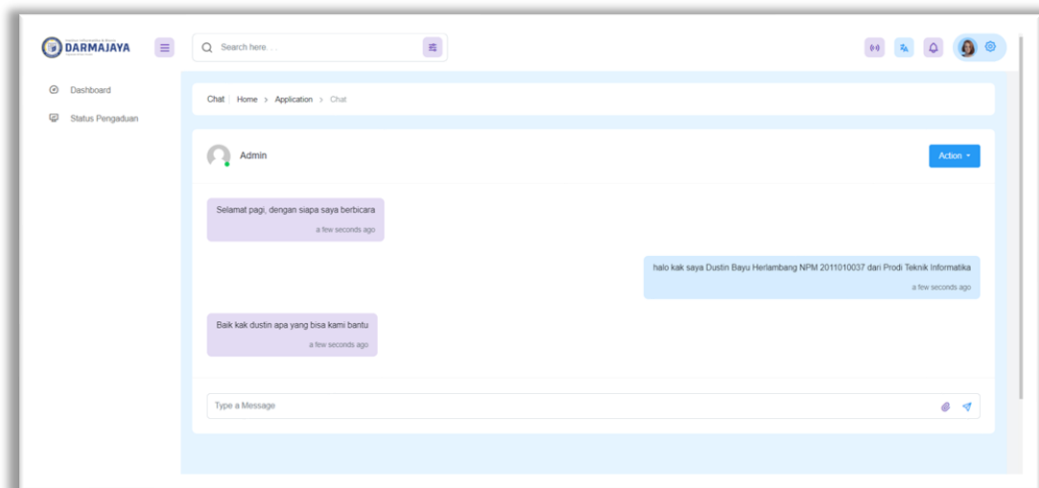 DARMAJAYA
Search here. . .
Dashboard
Status Pengaduan
Chat Home > Application > Chat
Admin
Action
Selamat pagi, dengan siapa saya berbicara
a few seconds ago
halo kak saya Dustin Bayu Herlambang NPM 2011010037 dari Prodi Teknik Informatika
a few seconds ago
Baik kak dustin apa yang bisa kami bantu
a few seconds ago
Type a Message